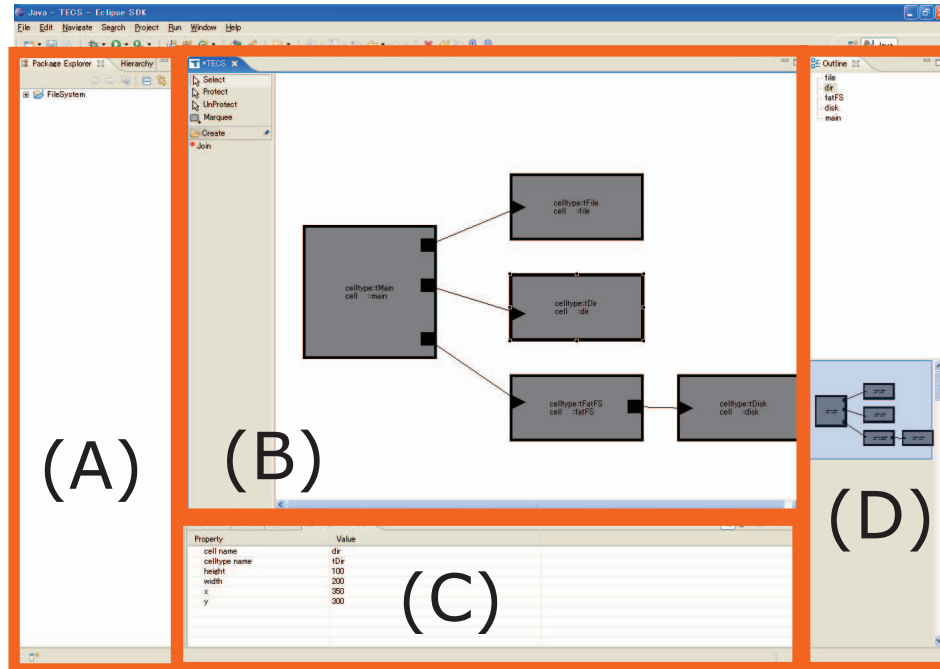 Java - TECS - Eclipse SDK
File Edit Navigate Search Project Run Window Help
Java
Package Explorer Hierarchy
FileSystem
(A)
*TECS
Select
Protect
UnProtect
Marquee
Create
Join
celltype:tMain
cell :main
celltype:tFile
cell :file
celltype:tDir
cell :dir
celltype:tFatFS
cell :fatFS
celltype:tDisk
cell :disk
(B)
Property Value
cell name dir
celltype name tDir
height 100
width 200
x 350
y 300
(C)
Outline
file
dir
fatFS
disk
main
(D)